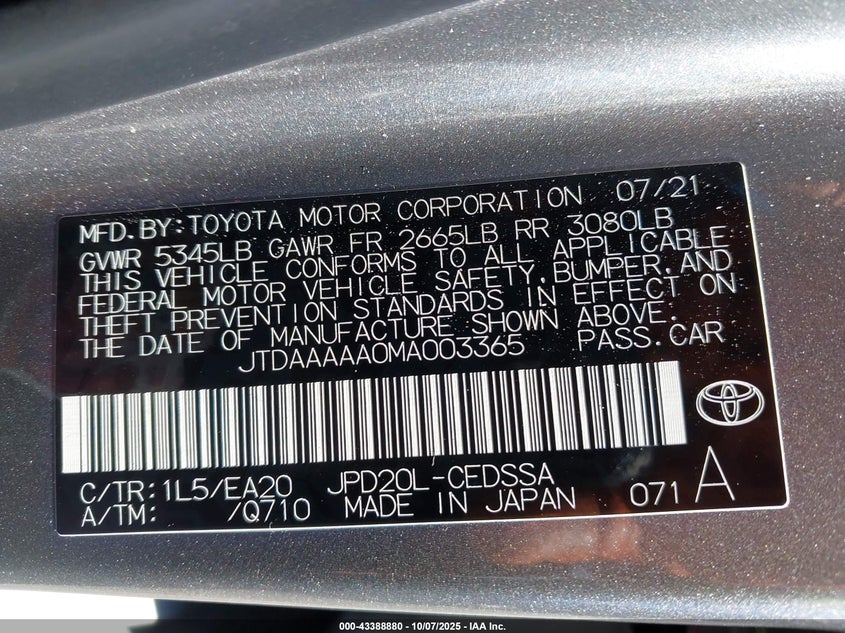 MFD.BY:TOYOTA MOTOR CORPORATION 07/21
GVWR 5345LB GAWR FR 2665LB RR 3080LB
THIS VEHICLE CONFORMS TO ALL APPLICABLE
FEDERAL MOTOR VEHICLE SAFETY,BUMPER,AND
THEFT PREVENTION STANDARDS IN EFFECT ON
THE DATE OF MANUFACTURE SHOWN ABOVE.
JTDAAAAA0MA003365 PASS.CAR
C/TR:1L5/EA20 JPD20L-CEDSSA
A/TM: /Q710 MADE IN JAPAN 071 A
000-43388880 - 10/07/2025 - IAA Inc.